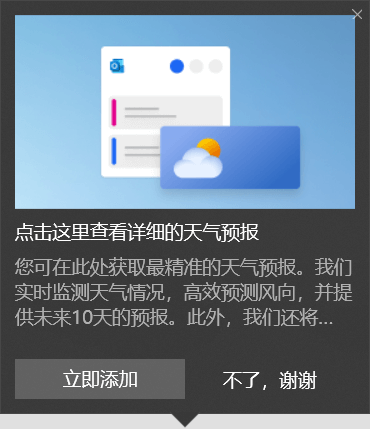 点击这里查看详细的天气预报
您可在此处获取最精准的天气预报。我们
实时监测天气情况，高效预测风向，并提
供未来10天的预报。此外，我们还将...
立即添加
不了，谢谢